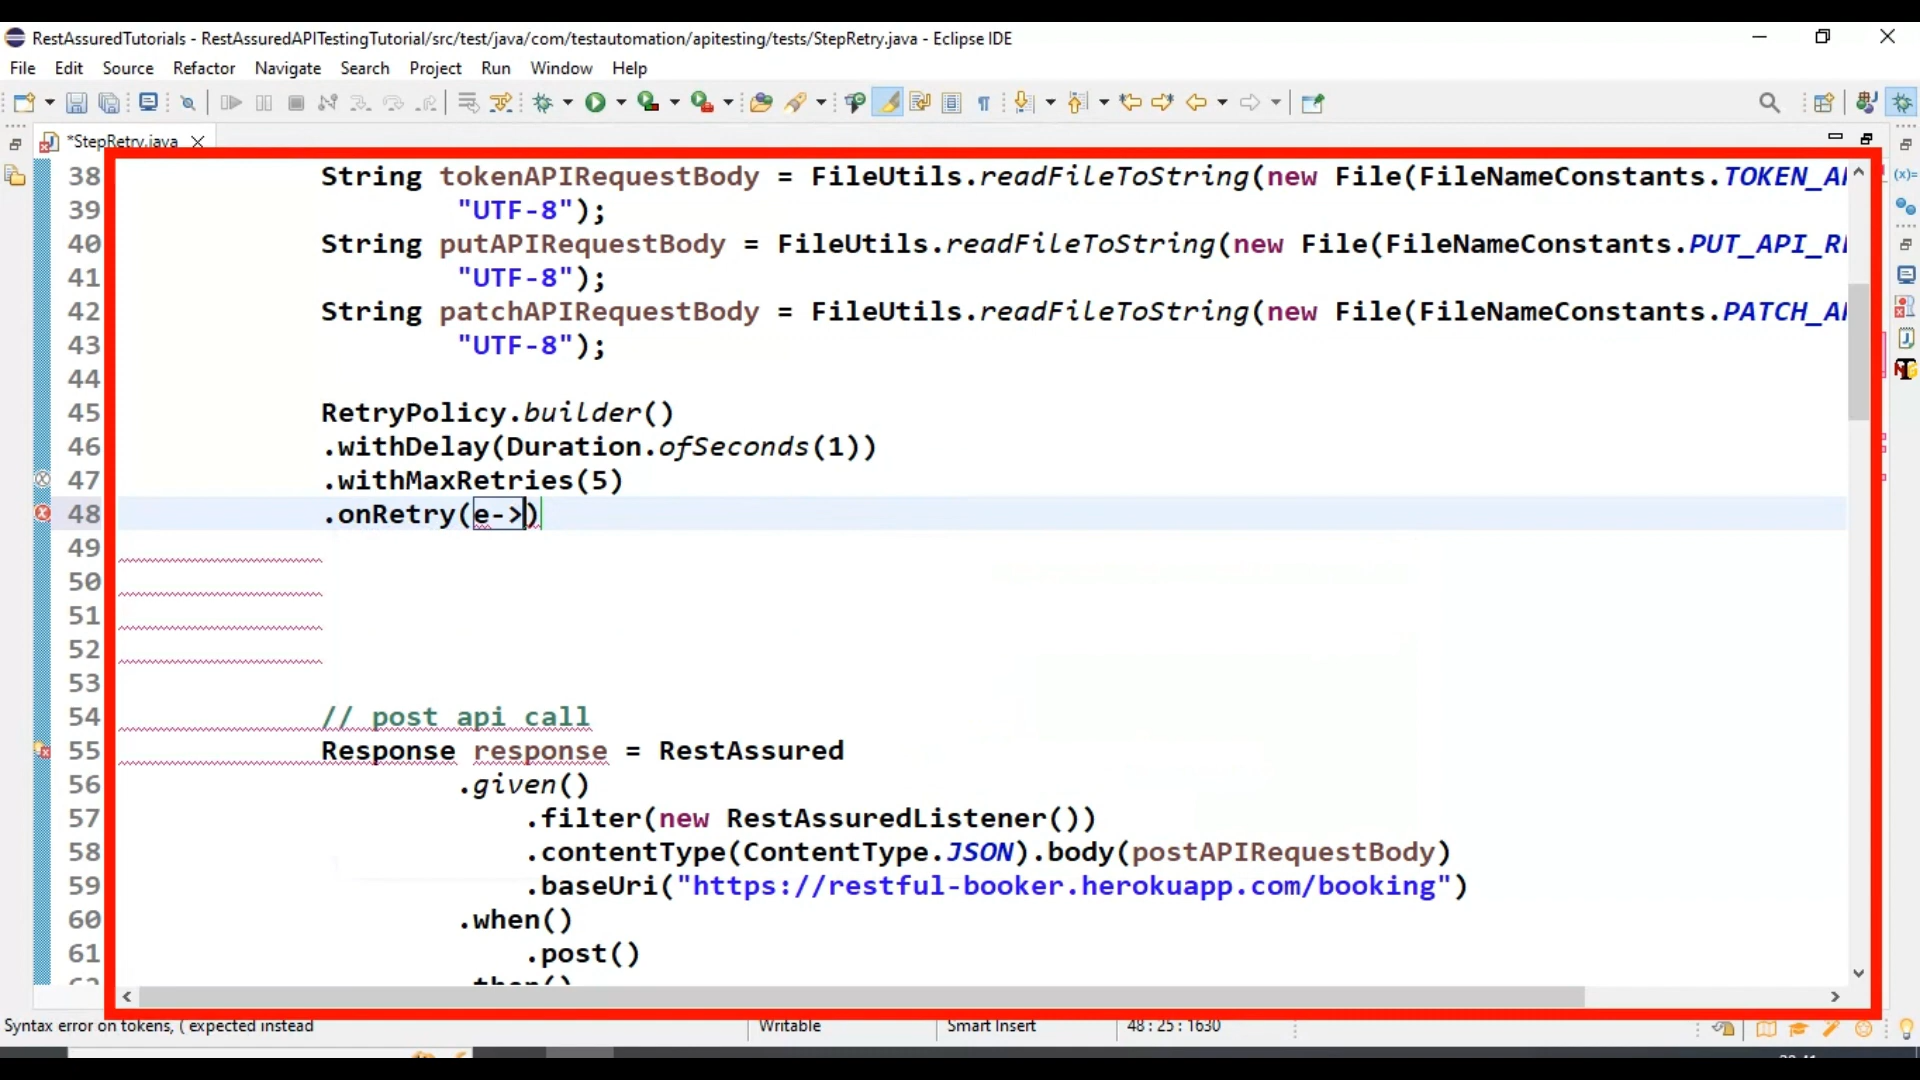 RestAssuredTutorials - RestAssuredAPITestingTutorial/src/test/java/com/testautomation/apitesting/tests/StepRetry.java - Eclipse IDE
File Edit Source Refactor Navigate Search Project Run Window Help
*StepRetry.java
38 String tokenAPIRequestBody = FileUtils.readFileToString(new File(FileNameConstants.TOKEN_A
39 "UTF-8");
40 String putAPIRequestBody = FileUtils.readFileToString(new File(FileNameConstants.PUT_API_R
41 "UTF-8");
42 String patchAPIRequestBody = FileUtils.readFileToString(new File(FileNameConstants.PATCH_A
43 "UTF-8");
44
45 RetryPolicy.builder()
46 .withDelay(Duration.ofSeconds(1))
47 .withMaxRetries(5)
48 .onRetry(e->)
49
50
51
52
53
54 // post api call
55 Response response = RestAssured
56 .given()
57 .filter(new RestAssuredListener())
58 .contentType(ContentType.JSON).body(postAPIRequestBody)
59 .baseUri("https://restful-booker.herokuapp.com/booking")
60 .when()
61 .post()
Syntax error on tokens, ( expected instead
Writable
Smart Insert
48 : 25 : 1630